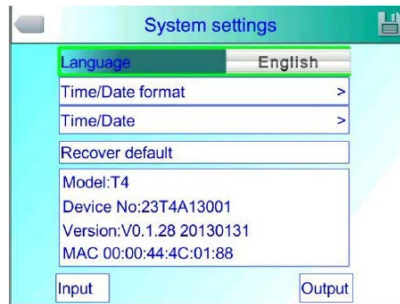 System settings
Language English
Time/Date format >
Time/Date >
Recover default
Model:T4
Device No:23T4A13001
Version:V0.1.28 20130131
MAC 00:00:44:4C:01:88
Input Output